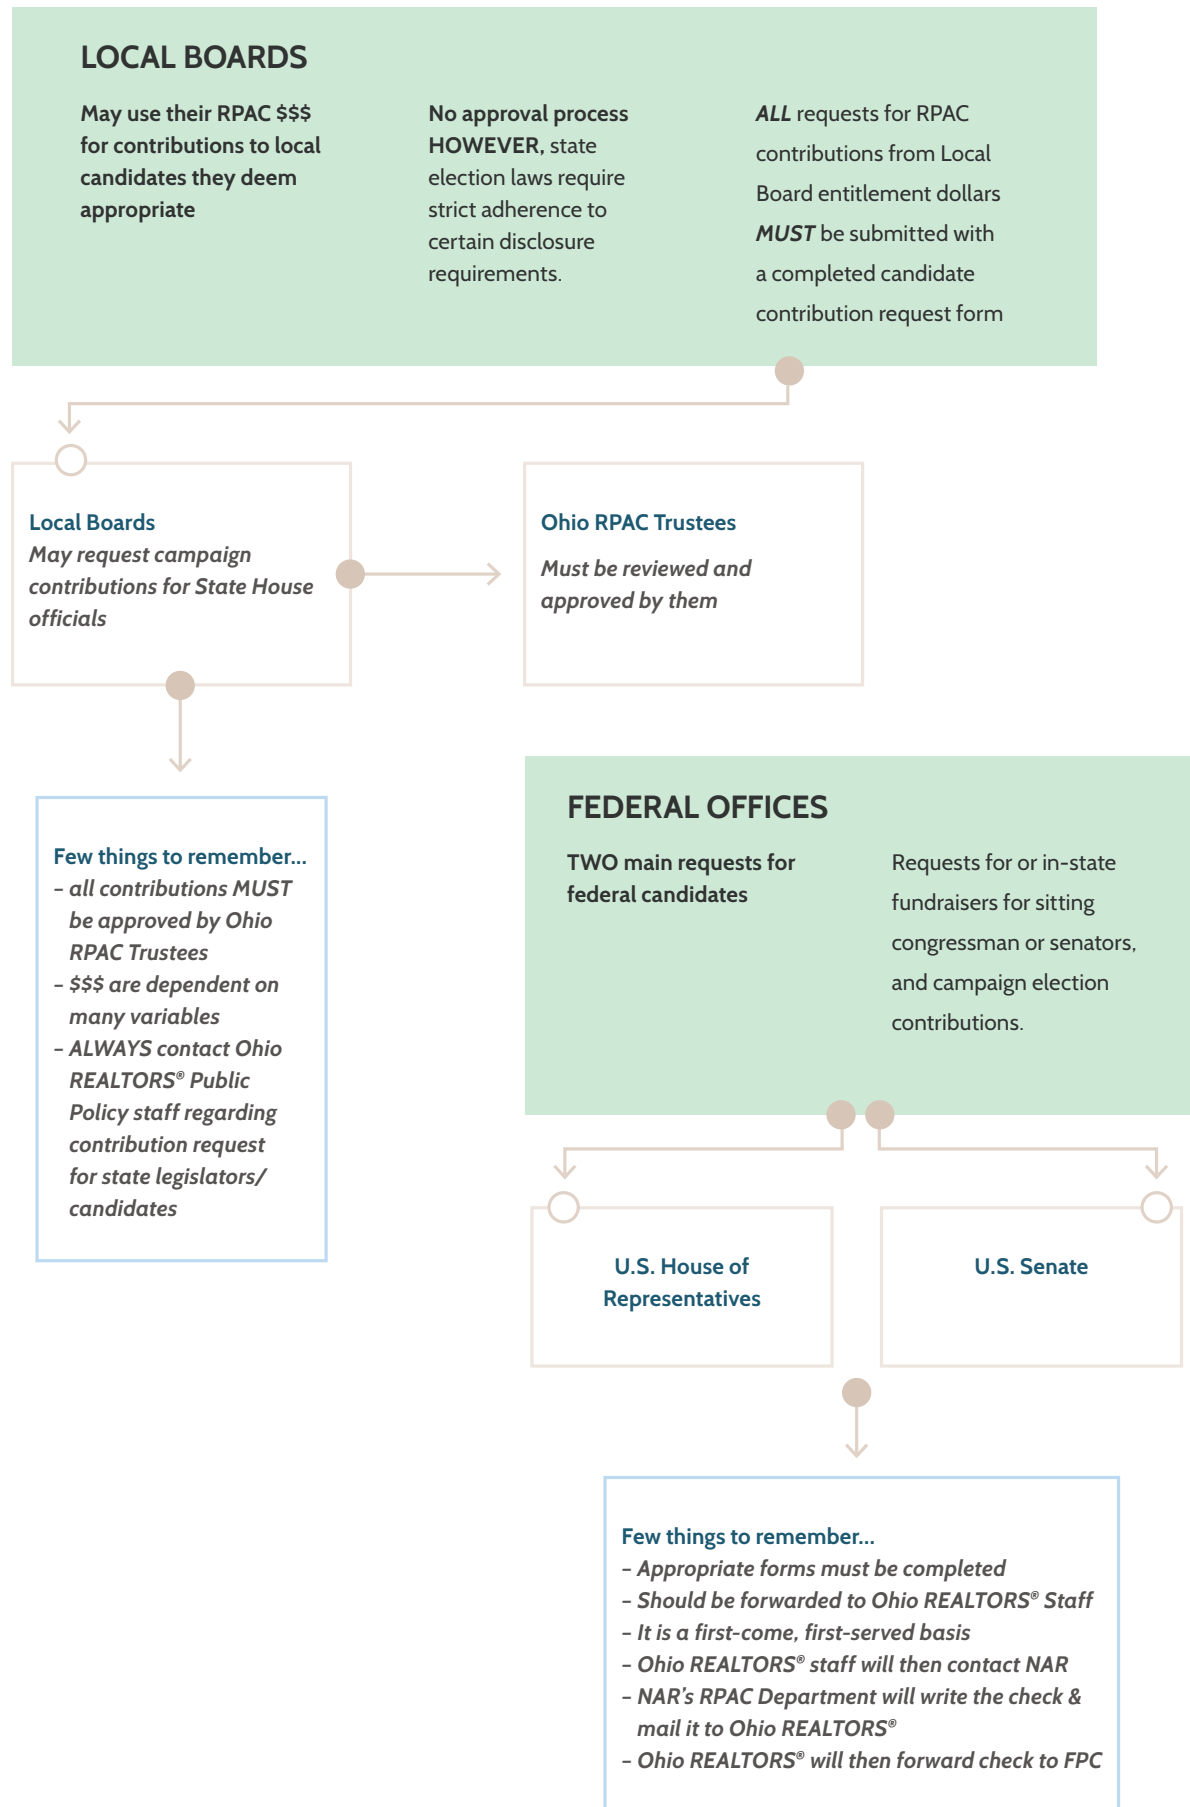 LOCAL BOARDS
May use their RPAC $$$
for contributions to local
candidates they deem
appropriate
No approval process
HOWEVER, state
election laws require
strict adherence to
certain disclosure
requirements.
ALL requests for RPAC
contributions from Local
Board entitlement dollars
MUST be submitted with
a completed candidate
contribution request form
Local Boards
May request campaign
contributions for State House
officials
Ohio RPAC Trustees
Must be reviewed and
approved by them
Few things to remember...
– all contributions MUST
be approved by Ohio
RPAC Trustees
– $$$ are dependent on
many variables
– ALWAYS contact Ohio
REALTORS® Public
Policy staff regarding
contribution request
for state legislators/
candidates
FEDERAL OFFICES
TWO main requests for
federal candidates
Requests for or in-state
fundraisers for sitting
congressman or senators,
and campaign election
contributions.
U.S. House of
Representatives
U.S. Senate
Few things to remember...
– Appropriate forms must be completed
– Should be forwarded to Ohio REALTORS® Staff
– It is a first-come, first-served basis
– Ohio REALTORS® staff will then contact NAR
– NAR's RPAC Department will write the check &
mail it to Ohio REALTORS®
– Ohio REALTORS® will then forward check to FPC